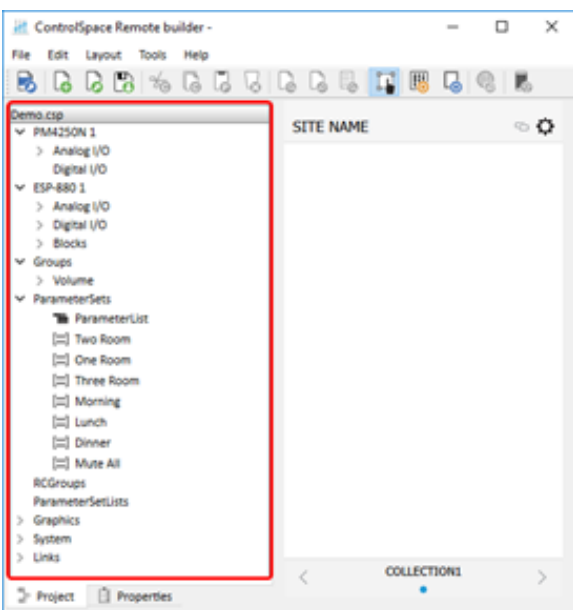 ControlSpace Remote builder -
File Edit Layout Tools Help
Demo.csp
PM4250N 1
Analog I/O
Digital I/O
ESP-880 1
Analog I/O
Digital I/O
Blocks
Groups
Volume
ParameterSets
ParameterList
Two Room
One Room
Three Room
Morning
Lunch
Dinner
Mute All
RCGroups
ParameterSetLists
Graphics
System
Links
Project Properties
SITE NAME
COLLECTION1